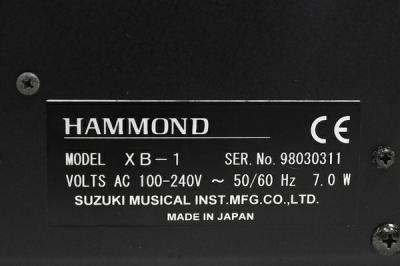 HAMMOND CE
MODEL XB-1 SER. No. 98030311
VOLTS AC 100-240V ~ 50/60 Hz 7.0 W
SUZUKI MUSICAL INST.MFG.CO.,LTD.
MADE IN JAPAN